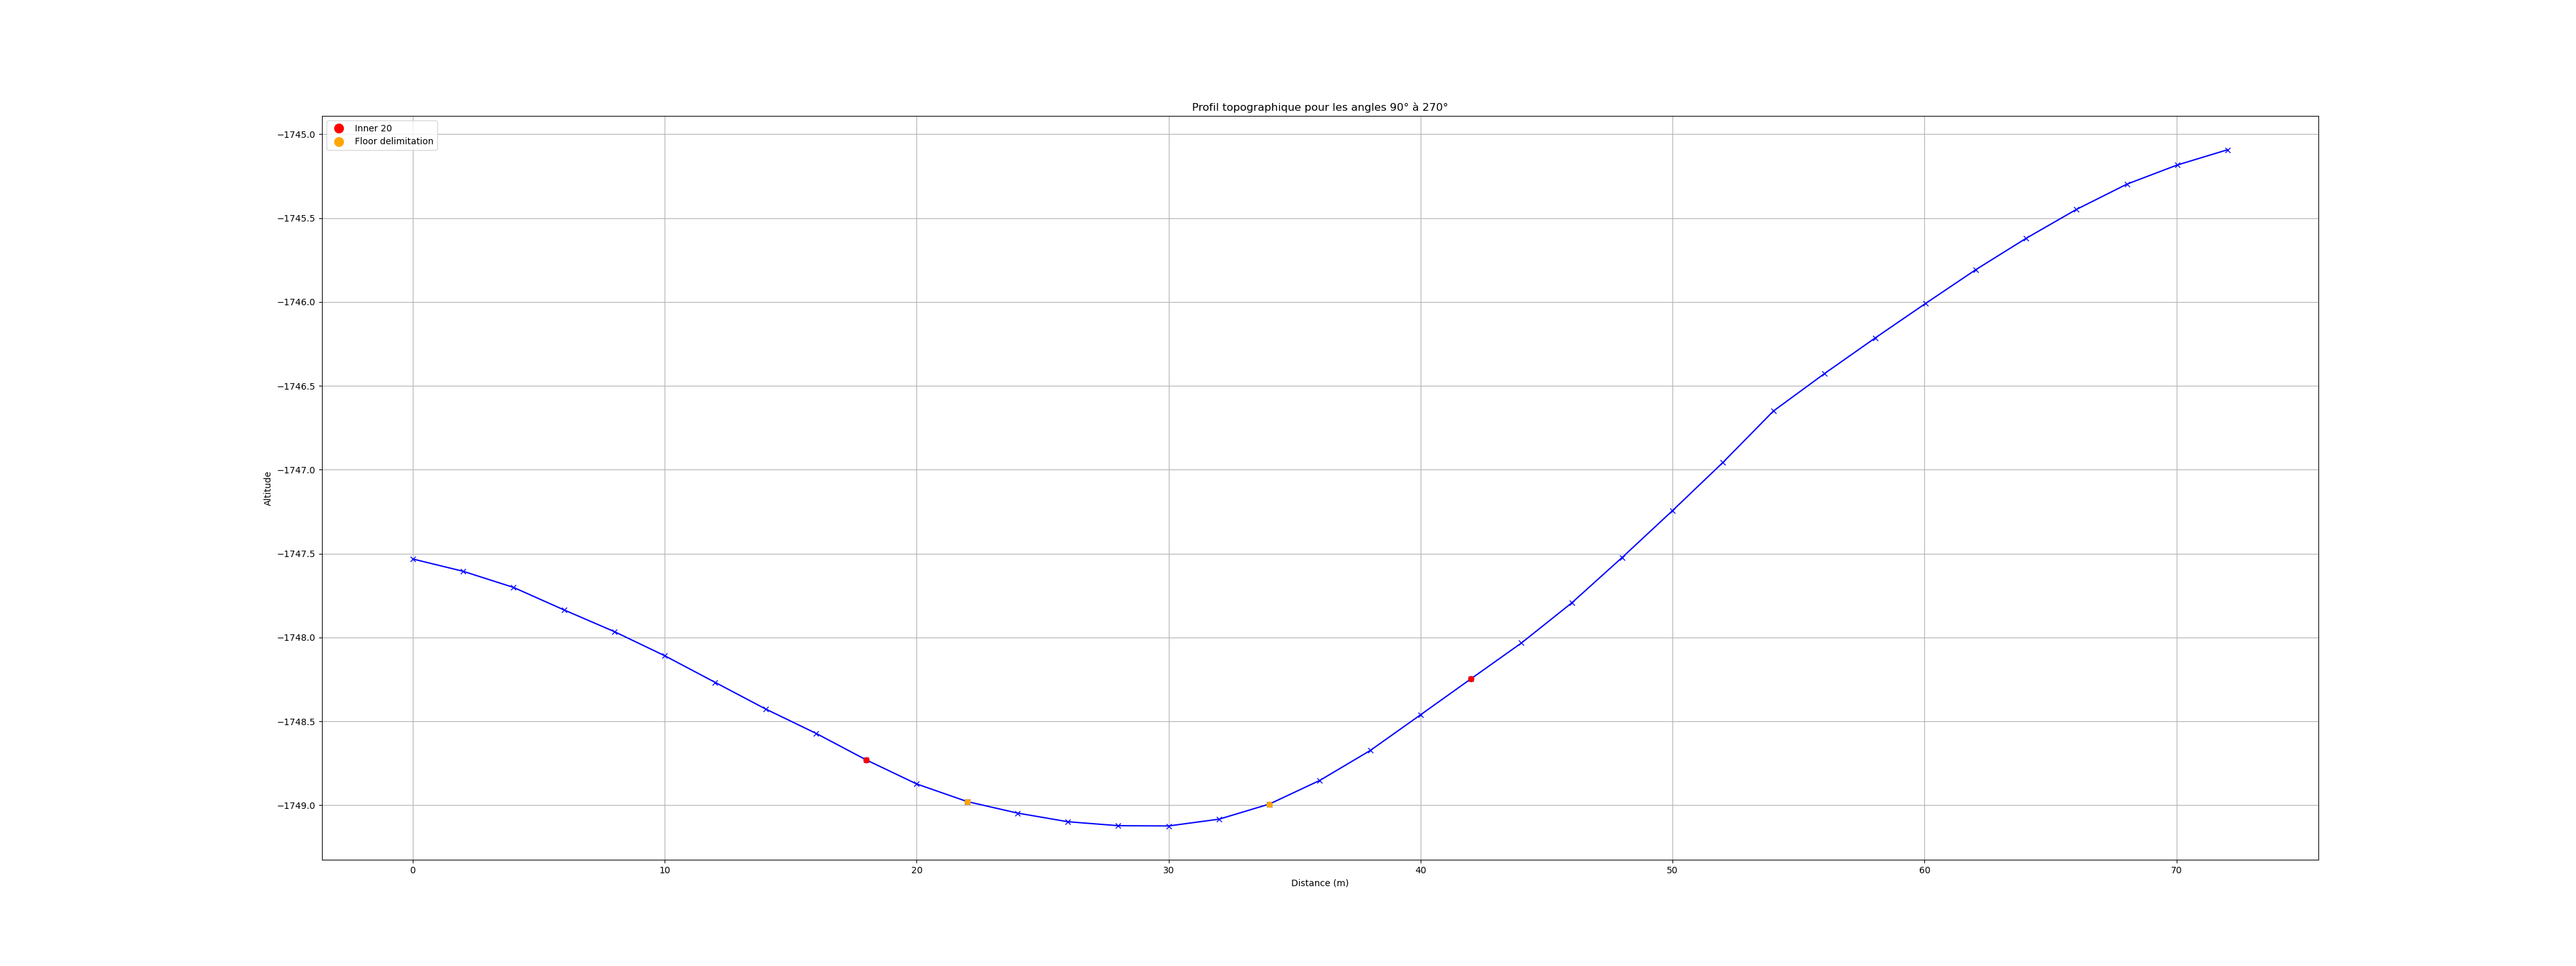 Profil topographique pour les angles 90° à 270°
Inner 20
Floor delimitation
−1745.0
−1745.5
−1746.0
−1746.5
−1747.0
−1747.5
−1748.0
−1748.5
−1749.0
Altitude
0 10 20 30 40 50 60 70
Distance (m)